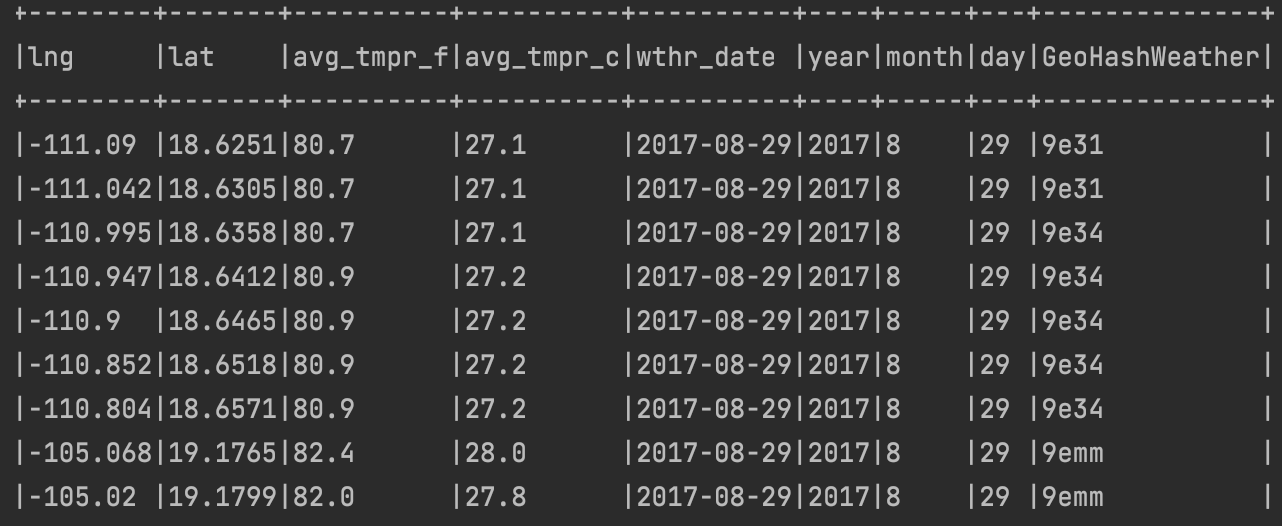 +--------+-------+----------+----------+----------+----+-----+---+--------------+
|lng     |lat    |avg_tmpr_f|avg_tmpr_c|wthr_date |year|month|day|GeoHashWeather|
+--------+-------+----------+----------+----------+----+-----+---+--------------+
|-111.09 |18.6251|80.7      |27.1      |2017-08-29|2017|8    |29 |9e31          |
|-111.042|18.6305|80.7      |27.1      |2017-08-29|2017|8    |29 |9e31          |
|-110.995|18.6358|80.7      |27.1      |2017-08-29|2017|8    |29 |9e34          |
|-110.947|18.6412|80.9      |27.2      |2017-08-29|2017|8    |29 |9e34          |
|-110.9  |18.6465|80.9      |27.2      |2017-08-29|2017|8    |29 |9e34          |
|-110.852|18.6518|80.9      |27.2      |2017-08-29|2017|8    |29 |9e34          |
|-110.804|18.6571|80.9      |27.2      |2017-08-29|2017|8    |29 |9e34          |
|-105.068|19.1765|82.4      |28.0      |2017-08-29|2017|8    |29 |9emm          |
|-105.02 |19.1799|82.0      |27.8      |2017-08-29|2017|8    |29 |9emm          |